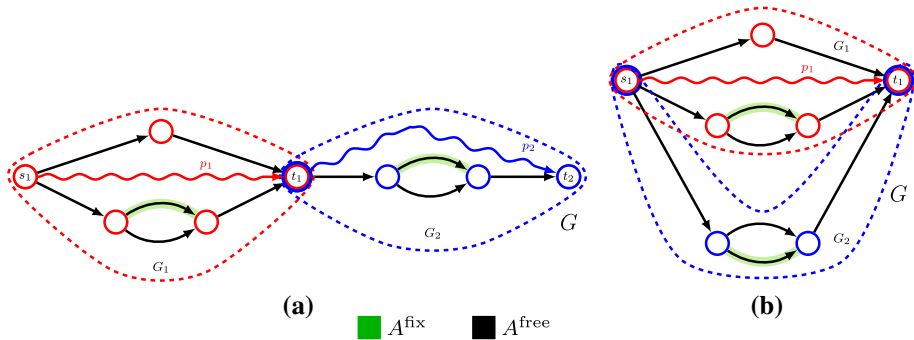 s₁
p₁
t₁
G₁
p₂
t₂
G₂
G
(a)
G₁
s₁
p₁
t₁
G
G₂
(b)
A^fix
A^free